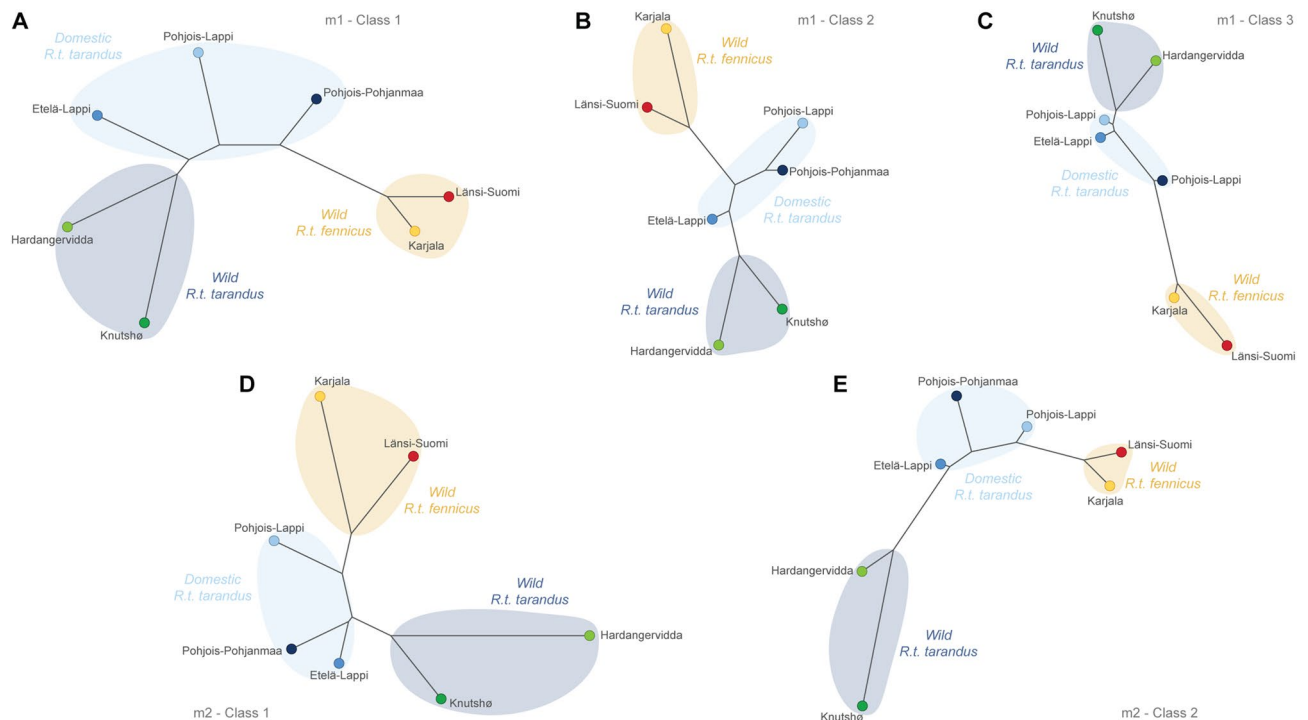 A
m1 - Class 1
Domestic
R.t. tarandus
Pohjois-Lappi
Etelä-Lappi
Pohjois-Pohjanmaa
Hardangervidda
Wild
R.t. tarandus
Knutshø
Wild
R.t. fennicus
Länsi-Suomi
Karjala
B
m1 - Class 2
Karjala
Wild
R.t. fennicus
Länsi-Suomi
Pohjois-Lappi
Pohjois-Pohjanmaa
Etelä-Lappi
Domestic
R.t. tarandus
Wild
R.t. tarandus
Knutshø
Hardangervidda
C
m1 - Class 3
Knutshø
Wild
R.t. tarandus
Hardangervidda
Pohjois-Lappi
Etelä-Lappi
Domestic
R.t. tarandus
Pohjois-Lappi
Wild
R.t. fennicus
Karjala
Länsi-Suomi
D
Karjala
Länsi-Suomi
Wild
R.t. fennicus
Pohjois-Lappi
Domestic
R.t. tarandus
Wild
R.t. tarandus
Hardangervidda
Pohjois-Pohjanmaa
Etelä-Lappi
Knutshø
m2 - Class 1
E
Pohjois-Pohjanmaa
Pohjois-Lappi
Etelä-Lappi
Domestic
R.t. tarandus
Länsi-Suomi
Wild
R.t. fennicus
Karjala
Hardangervidda
Wild
R.t. tarandus
Knutshø
m2 - Class 2